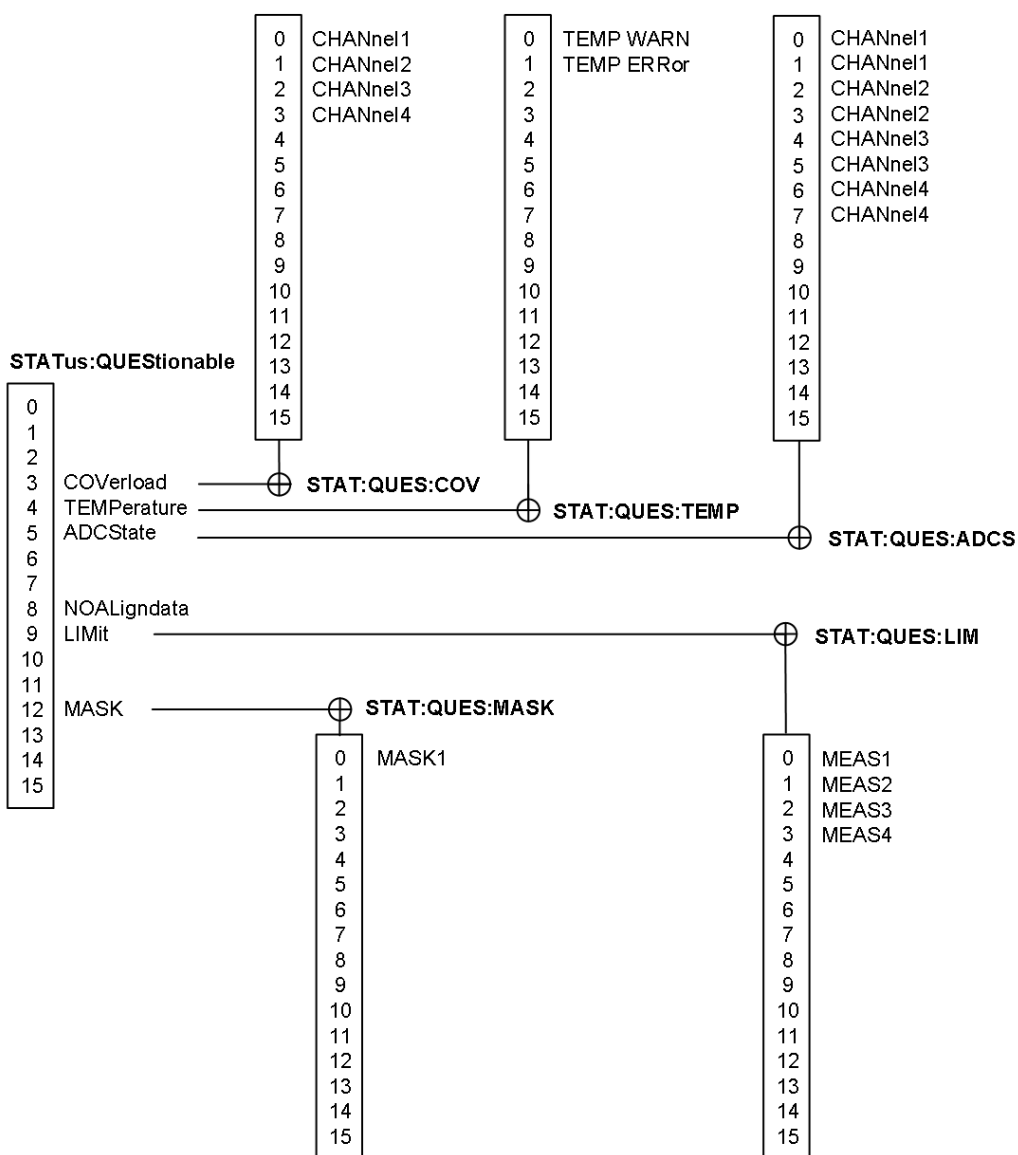 0 CHANnel1
1 CHANnel2
2 CHANnel3
3 CHANnel4
4
5
6
7
8
9
10
11
12
13
14
15
STAT:QUES:COV
0 TEMP WARN
1 TEMP ERRor
2
3
4
5
6
7
8
9
10
11
12
13
14
15
STAT:QUES:TEMP
0 CHANnel1
1 CHANnel1
2 CHANnel2
3 CHANnel2
4 CHANnel3
5 CHANnel3
6 CHANnel4
7 CHANnel4
8
9
10
11
12
13
14
15
STAT:QUES:ADCS
STATus:QUEStionable
0
1
2
3 COVerload
4 TEMPerature
5 ADCState
6
7
8 NOALigndata
9 LIMit
10
11
12 MASK
13
14
15
STAT:QUES:MASK
0 MASK1
1
2
3
4
5
6
7
8
9
10
11
12
13
14
15
STAT:QUES:LIM
0 MEAS1
1 MEAS2
2 MEAS3
3 MEAS4
4
5
6
7
8
9
10
11
12
13
14
15